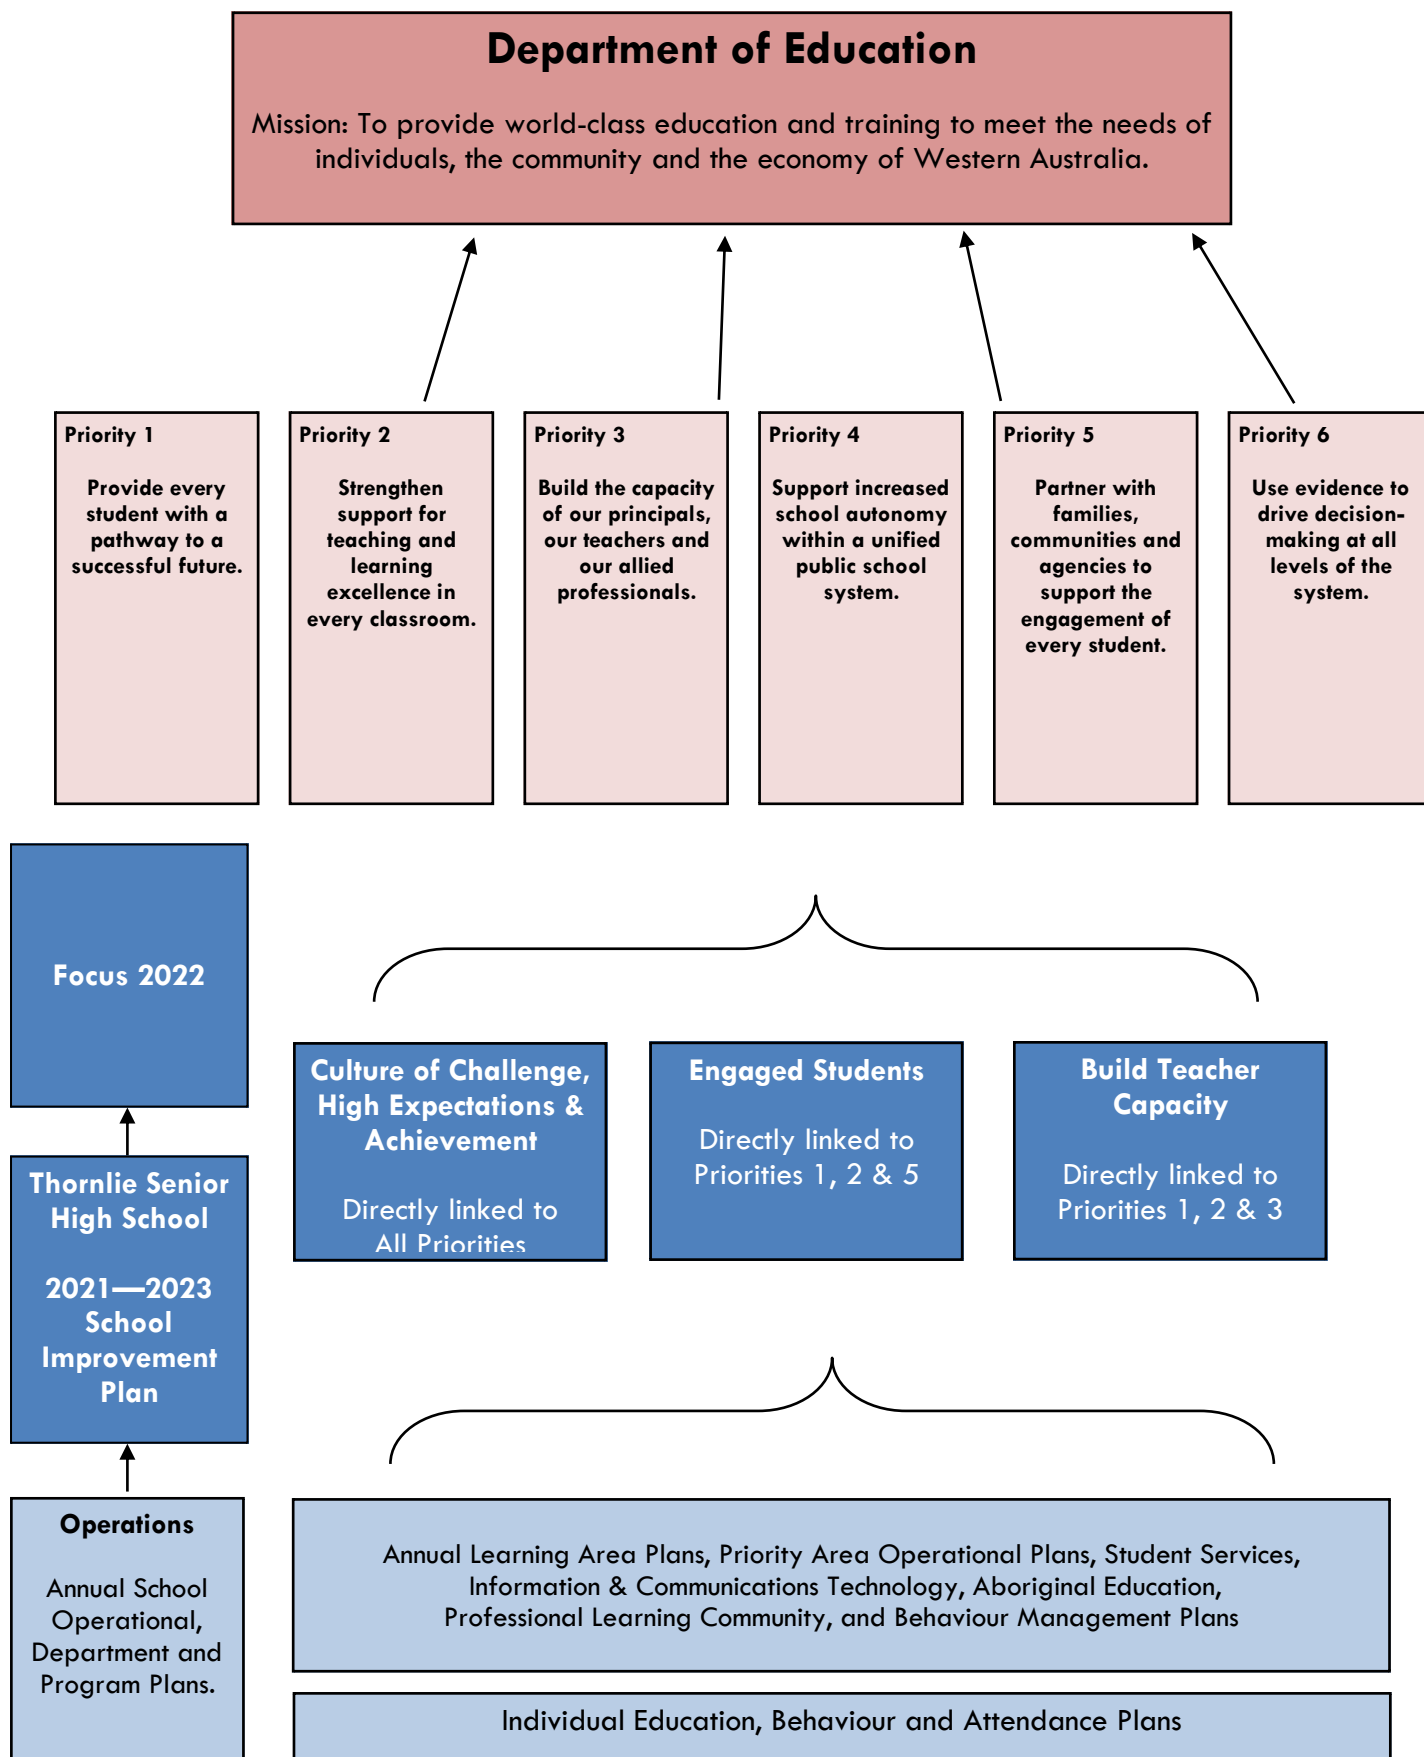 Department of Education
Mission: To provide world-class education and training to meet the needs of
individuals, the community and the economy of Western Australia.
Priority 1
Provide every
student with a
pathway to a
successful future.
Priority 2
Strengthen
support for
teaching and
learning
excellence in
every classroom.
Priority 3
Build the capacity
of our principals,
our teachers and
our allied
professionals.
Priority 4
Support increased
school autonomy
within a unified
public school
system.
Priority 5
Partner with
families,
communities and
agencies to
support the
engagement of
every student.
Priority 6
Use evidence to
drive decision-
making at all
levels of the
system.
Focus 2022
Culture of Challenge,
High Expectations &
Achievement
Directly linked to
All Priorities
Engaged Students
Directly linked to
Priorities 1, 2 & 5
Build Teacher
Capacity
Directly linked to
Priorities 1, 2 & 3
Thornlie Senior
High School
2021—2023
School
Improvement
Plan
Operations
Annual School
Operational,
Department and
Program Plans.
Annual Learning Area Plans, Priority Area Operational Plans, Student Services,
Information & Communications Technology, Aboriginal Education,
Professional Learning Community, and Behaviour Management Plans
Individual Education, Behaviour and Attendance Plans